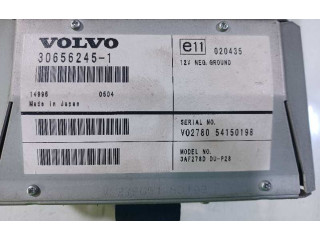 VOLVO
30656245-1
14896 0604
Made in Japan
e11 020435
12V NEG. GROUND
SERIAL NO.
V02780 54150198
MODEL NO.
3AF2780 DU-P28